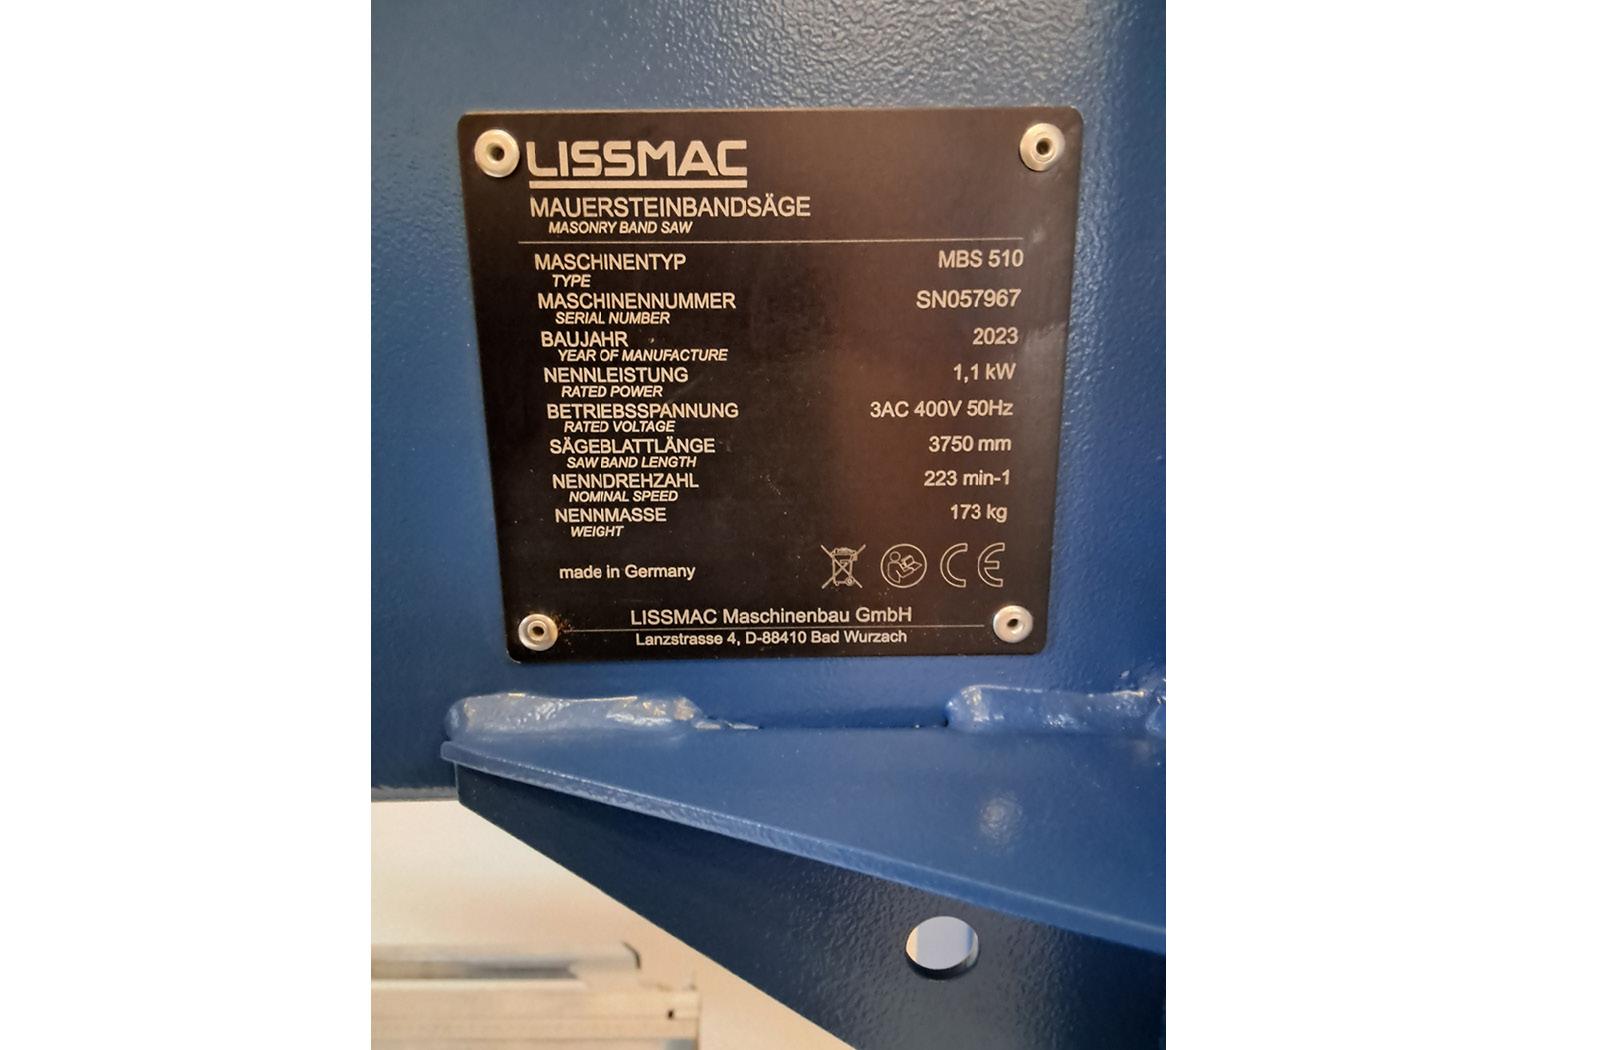 LISSMAC
MAUERSTEINBANDSÄGE
MASONRY BAND SAW
MASCHINENTYP MBS 510
TYPE
MASCHINENNUMMER SN057967
SERIAL NUMBER
BAUJAHR 2023
YEAR OF MANUFACTURE
NENNLEISTUNG 1,1 kW
RATED POWER
BETRIEBSSPANNUNG 3AC 400V 50Hz
RATED VOLTAGE
SÄGEBLATTLÄNGE 3750 mm
SAW BAND LENGTH
NENNDREHZAHL 223 min-1
NOMINAL SPEED
NENNMASSE 173 kg
WEIGHT
made in Germany CE
LISSMAC Maschinenbau GmbH
Lanzstrasse 4, D-88410 Bad Wurzach